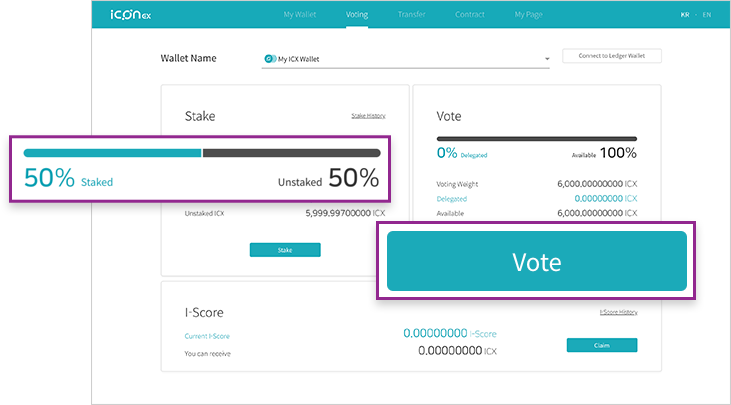 iconex My Wallet Voting Transfer Contract My Page KR · EN
Wallet Name My ICX Wallet Connect to Ledger Wallet
Stake Stake History
50% Staked Unstaked 50%
Unstaked ICX 5,999.99700000 ICX
Stake
Vote
0% Delegated Available 100%
Voting Weight 6,000.00000000 ICX
Delegated 0.00000000 ICX
Available 6,000.00000000 ICX
Vote
I-Score I-Score History
Current I-Score 0.00000000 I-Score
You can receive 0.00000000 ICX
Claim